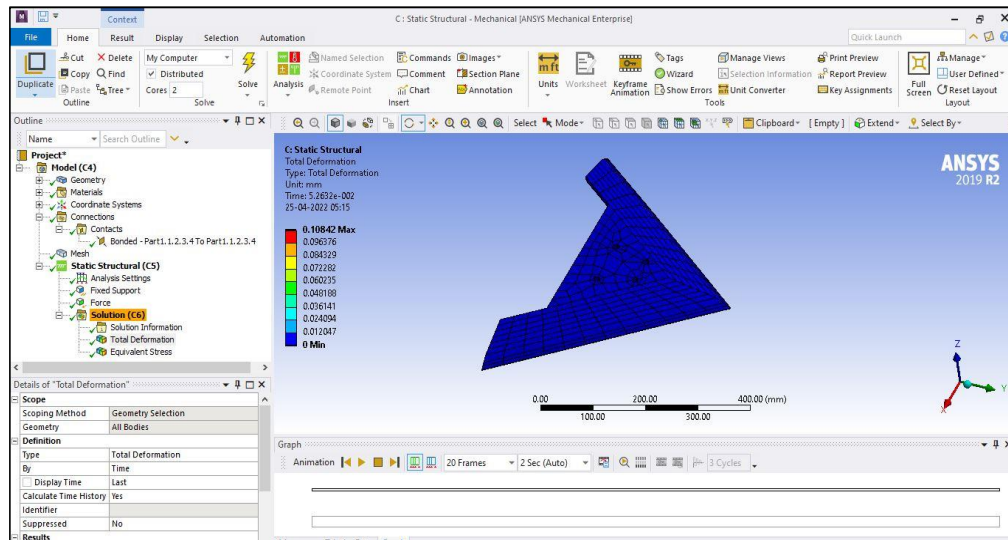 Context
C : Static Structural - Mechanical [ANSYS Mechanical Enterprise]
File Home Result Display Selection Automation
Quick Launch
Duplicate
Cut
Copy
Paste
Delete
Find
Tree
Outline
My Computer
Distributed
Cores 2
Solve
Solve
Analysis
Named Selection
Coordinate System
Remote Point
Commands
Comment
Chart
Images
Section Plane
Annotation
Insert
Units
Worksheet
Keyframe
Animation
Tags
Wizard
Show Errors
Manage Views
Selection Information
Unit Converter
Print Preview
Report Preview
Key Assignments
Tools
Full
Screen
Manage
User Defined
Reset Layout
Layout
Outline
Name Search Outline
Project*
Model (C4)
Geometry
Materials
Coordinate Systems
Connections
Contacts
Bonded - Part1.1.2.3.4 To Part1.1.2.3.4
Mesh
Static Structural (C5)
Analysis Settings
Fixed Support
Force
Solution (C6)
Solution Information
Total Deformation
Equivalent Stress
Select Mode Clipboard [ Empty ] Extend Select By
C: Static Structural
Total Deformation
Type: Total Deformation
Unit: mm
Time: 5.2632e-002
25-04-2022 05:15
0.10842 Max
0.096376
0.084329
0.072282
0.060235
0.048188
0.036141
0.024094
0.012047
0 Min
ANSYS
2019 R2
0.00 200.00 400.00 (mm)
100.00 300.00
Z
Y
X
Details of "Total Deformation"
Scope
Scoping Method Geometry Selection
Geometry All Bodies
Definition
Type Total Deformation
By Time
Display Time Last
Calculate Time History Yes
Identifier
Suppressed No
Results
Graph
Animation 20 Frames 2 Sec (Auto) 3 Cycles